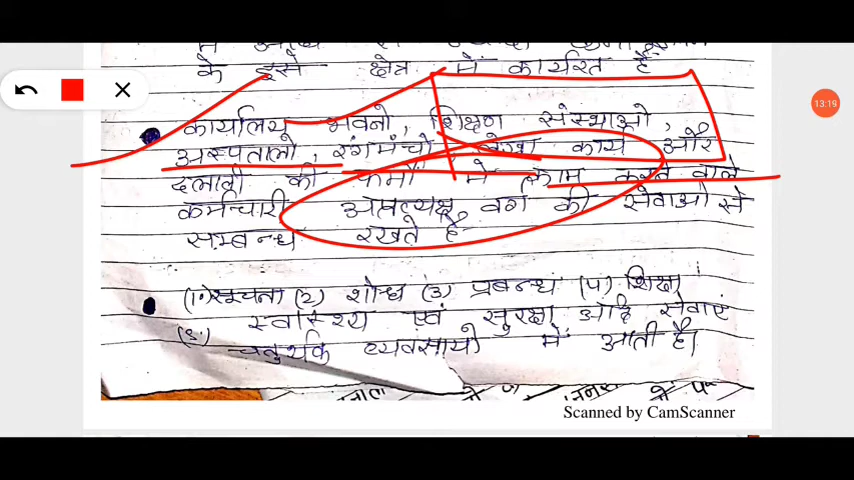 के इसे क्षेत्र में कार्यरत है
13:19
कार्यालय भवनो, शिक्षण संस्थाओ,
अस्पतालो, रंगमंचो लेखा कार्य और
दलाली की फर्मो मे काम करने वाले
कर्मचारी अप्रत्यक्ष वर्ग की सेवाओ से
सम्बन्ध रखते है
(1) सूचना (2) शोध (3) प्रबन्ध (4) शिक्षा
(5) स्वास्थ्य एवं सुरक्षा आदि सेवाएं
चतुर्थक व्यवसायो में आती है।
Scanned by CamScanner